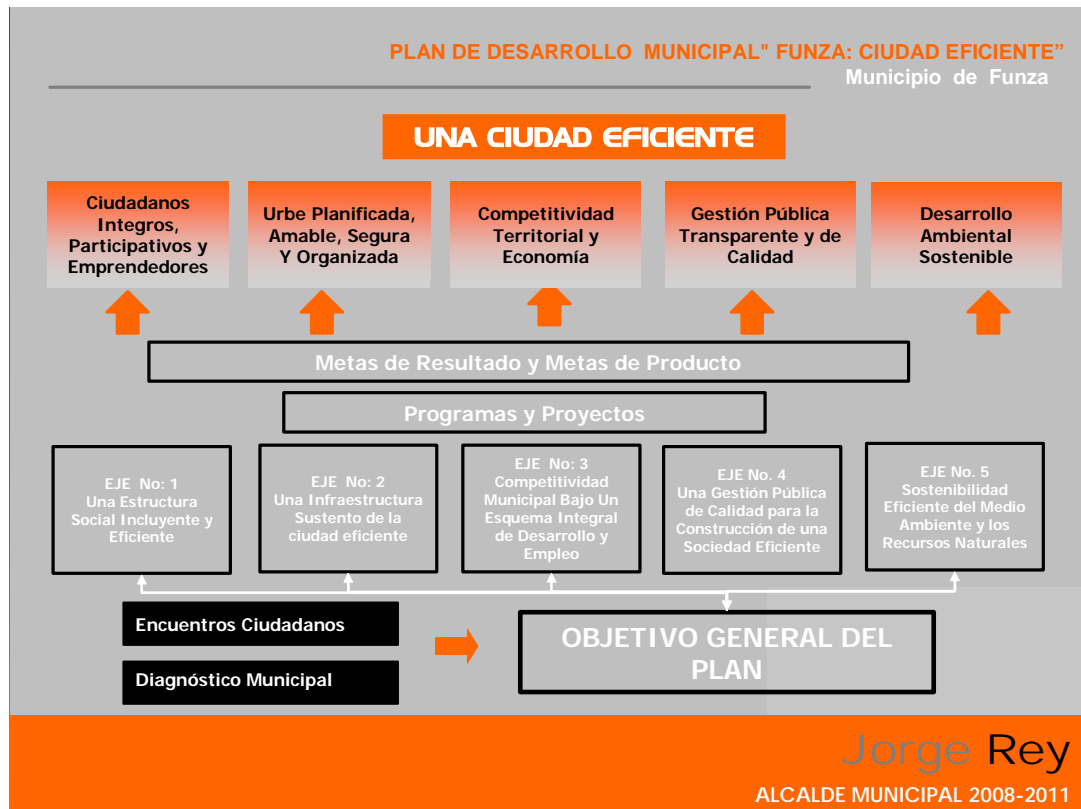 PLAN DE DESARROLLO MUNICIPAL" FUNZA: CIUDAD EFICIENTE”
Municipio de Funza
UNA CIUDAD EFICIENTE
Ciudadanos
Integros,
Participativos y
Emprendedores
Urbe Planificada,
Amable, Segura
Y Organizada
Competitividad
Territorial y
Economía
Gestión Pública
Transparente y de
Calidad
Desarrollo
Ambiental
Sostenible
Metas de Resultado y Metas de Producto
Programas y Proyectos
EJE No: 1
Una Estructura
Social Incluyente y
Eficiente
EJE No: 2
Una Infraestructura
Sustento de la
ciudad eficiente
EJE No: 3
Competitividad
Municipal Bajo Un
Esquema Integral
de Desarrollo y
Empleo
EJE No. 4
Una Gestión Pública
de Calidad para la
Construcción de una
Sociedad Eficiente
EJE No. 5
Sostenibilidad
Eficiente del Medio
Ambiente y los
Recursos Naturales
Encuentros Ciudadanos
Diagnóstico Municipal
OBJETIVO GENERAL DEL
PLAN
Jorge Rey
ALCALDE MUNICIPAL 2008-2011